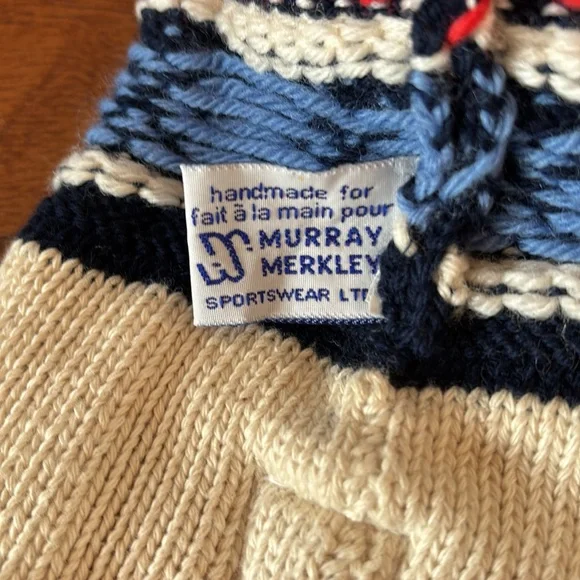 handmade for
fait à la main pour
MURRAY
MERKLEY
SPORTSWEAR LTD